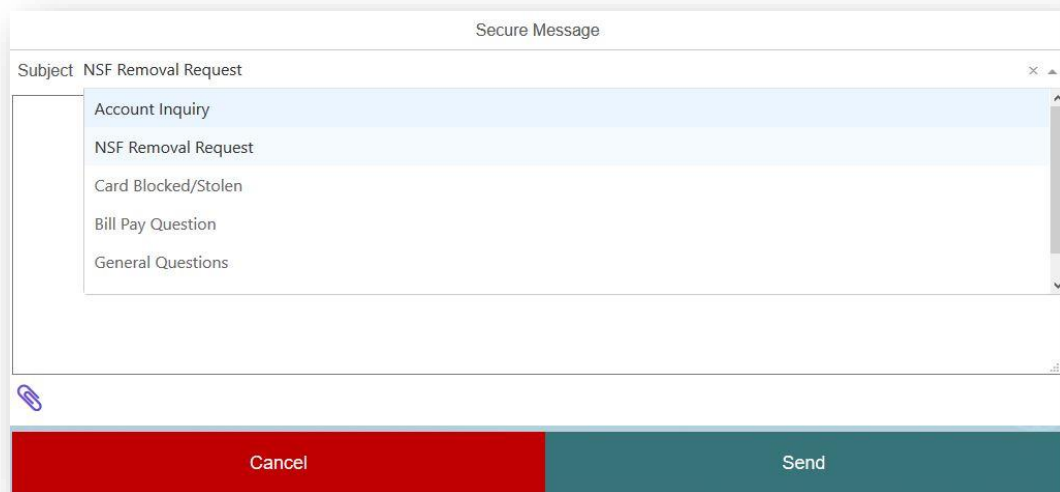 Secure Message
Subject NSF Removal Request
Account Inquiry
NSF Removal Request
Card Blocked/Stolen
Bill Pay Question
General Questions
Cancel Send